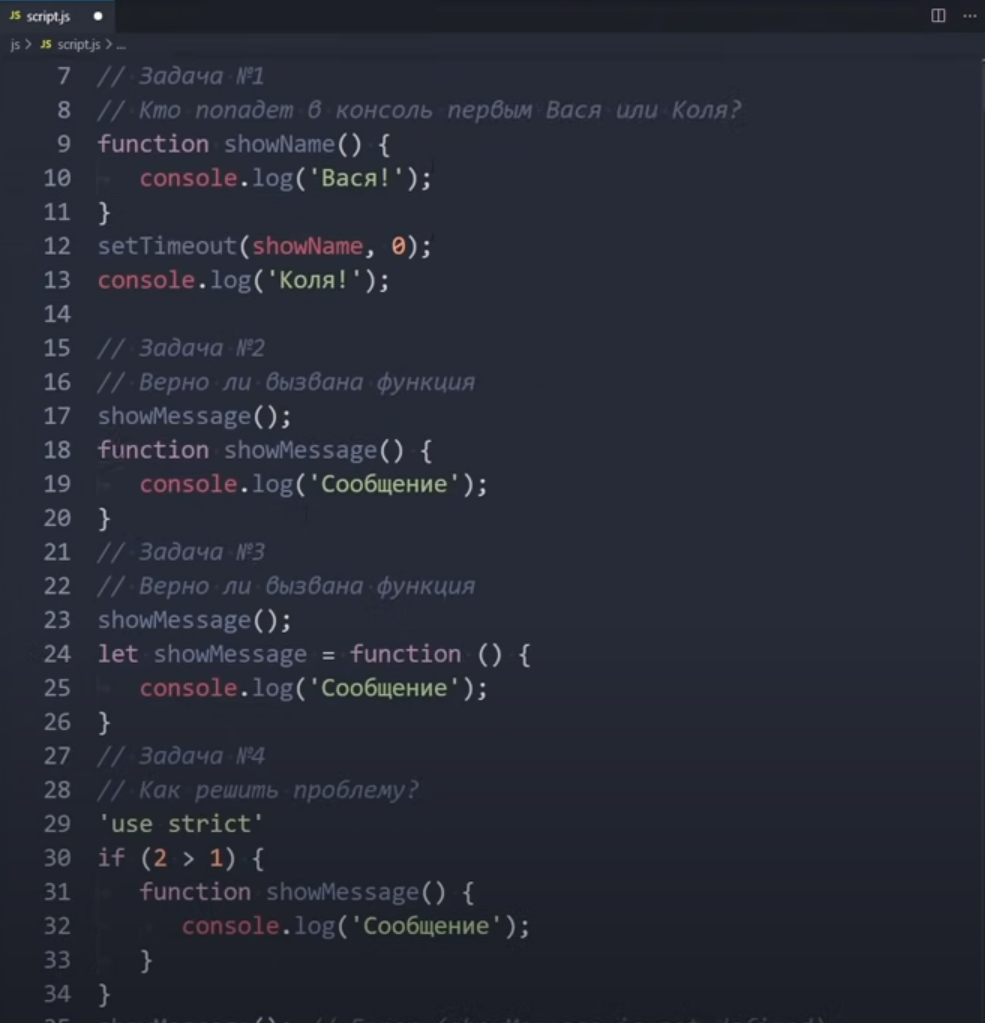 JS script.js ●
js > JS script.js > ...
7 // Задача №1
8 // Кто попадет в консоль первым Вася или Коля?
9 function showName() {
10 console.log('Вася!');
11 }
12 setTimeout(showName, 0);
13 console.log('Коля!');
14
15 // Задача №2
16 // Верно ли вызвана функция
17 showMessage();
18 function showMessage() {
19 console.log('Сообщение');
20 }
21 // Задача №3
22 // Верно ли вызвана функция
23 showMessage();
24 let showMessage = function () {
25 console.log('Сообщение');
26 }
27 // Задача №4
28 // Как решить проблему?
29 'use strict'
30 if (2 > 1) {
31 function showMessage() {
32 console.log('Сообщение');
33 }
34 }